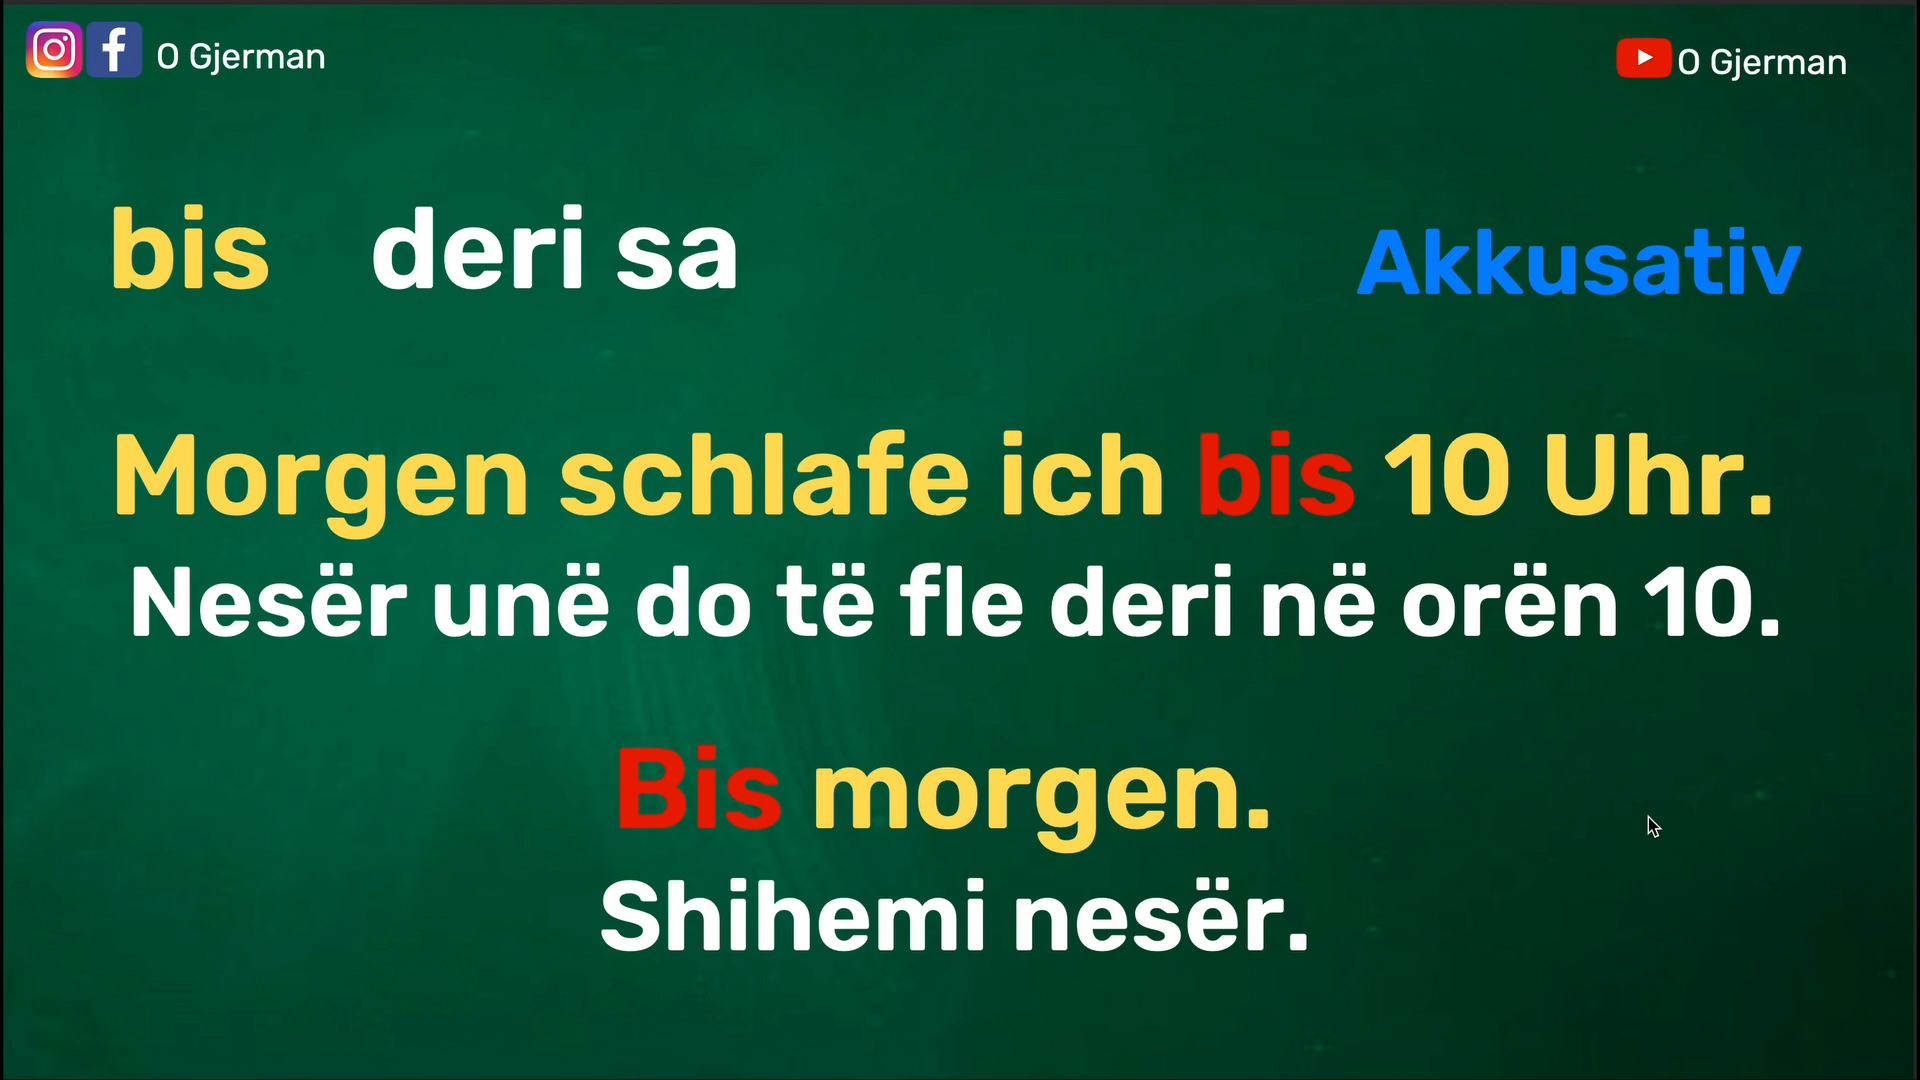 O Gjerman
O Gjerman
bis deri sa Akkusativ
Morgen schlafe ich bis 10 Uhr.
Nesër unë do të fle deri në orën 10.
Bis morgen.
Shihemi nesër.